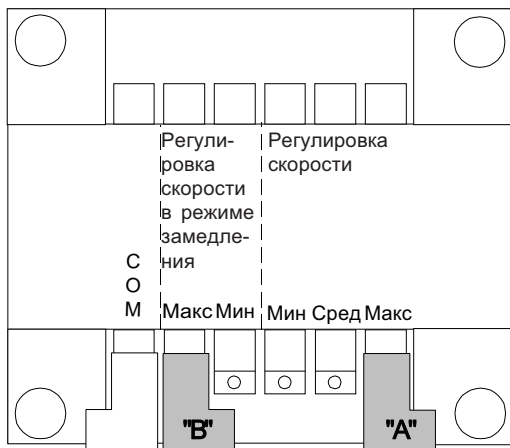 Регули-
ровка
скорости
в режиме
замедле-
ния
Регулировка
скорости
С
О
М
Макс Мин
Мин Сред Макс
"B"
"A"